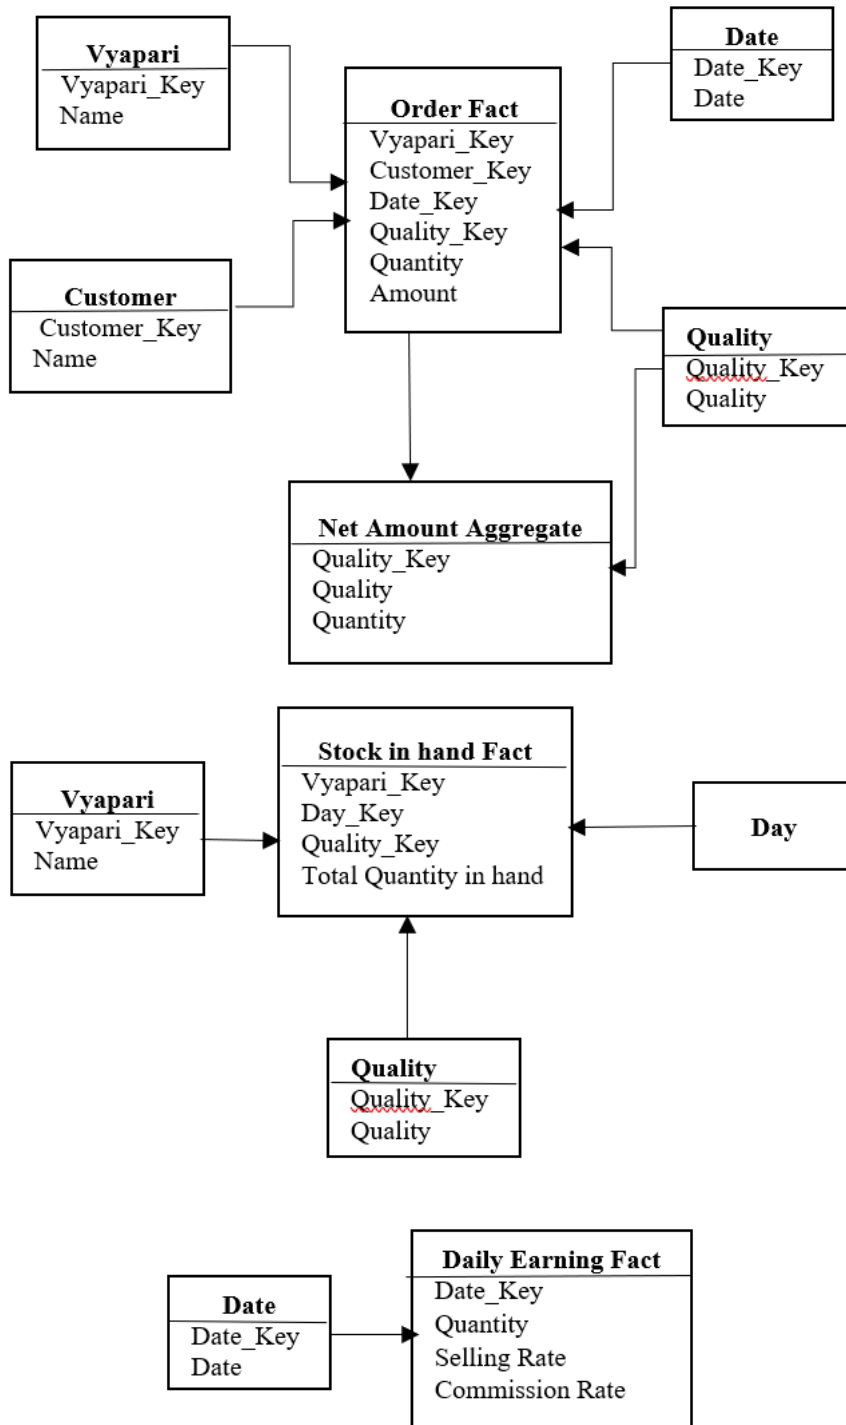 Vyapari
Vyapari_Key
Name
Date
Date_Key
Date
Order Fact
Vyapari_Key
Customer_Key
Date_Key
Quality_Key
Quantity
Amount
Customer
Customer_Key
Name
Quality
Quality_Key
Quality
Net Amount Aggregate
Quality_Key
Quality
Quantity
Stock in hand Fact
Vyapari_Key
Day_Key
Quality_Key
Total Quantity in hand
Vyapari
Vyapari_Key
Name
Day
Quality
Quality_Key
Quality
Date
Date_Key
Date
Daily Earning Fact
Date_Key
Quantity
Selling Rate
Commission Rate